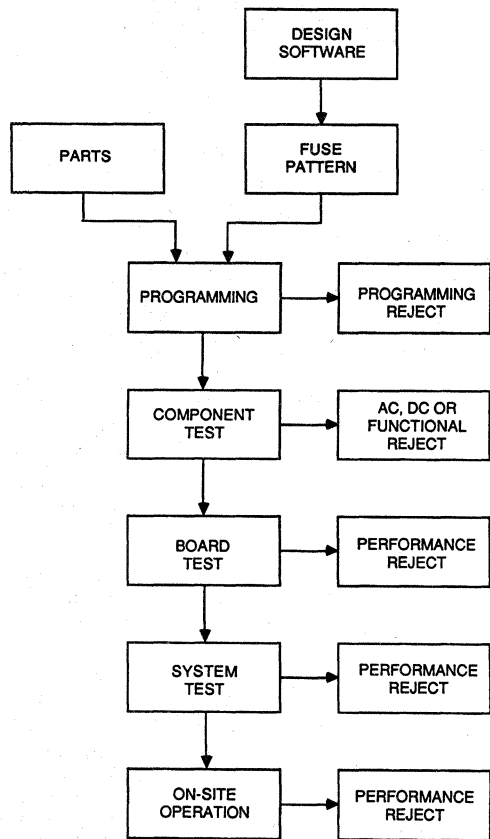 DESIGN
SOFTWARE
PARTS
FUSE
PATTERN
PROGRAMMING
PROGRAMMING
REJECT
COMPONENT
TEST
AC, DC OR
FUNCTIONAL
REJECT
BOARD
TEST
PERFORMANCE
REJECT
SYSTEM
TEST
PERFORMANCE
REJECT
ON-SITE
OPERATION
PERFORMANCE
REJECT